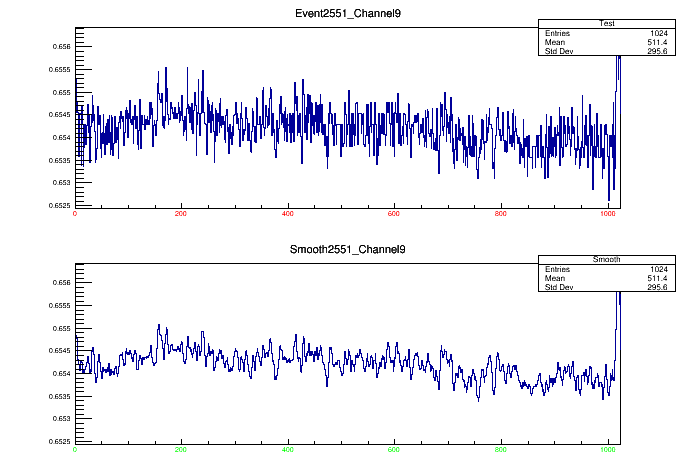 Event2551_Channel9
Test
Entries 1024
Mean 511.4
Std Dev 295.6
0.656
0.6555
0.655
0.6545
0.654
0.6535
0.653
0.6525
0 200 400 600 800 1000
Smooth2551_Channel9
Smooth
Entries 1024
Mean 511.4
Std Dev 295.6
0.656
0.6555
0.655
0.6545
0.654
0.6535
0.653
0.6525
0 200 400 600 800 1000